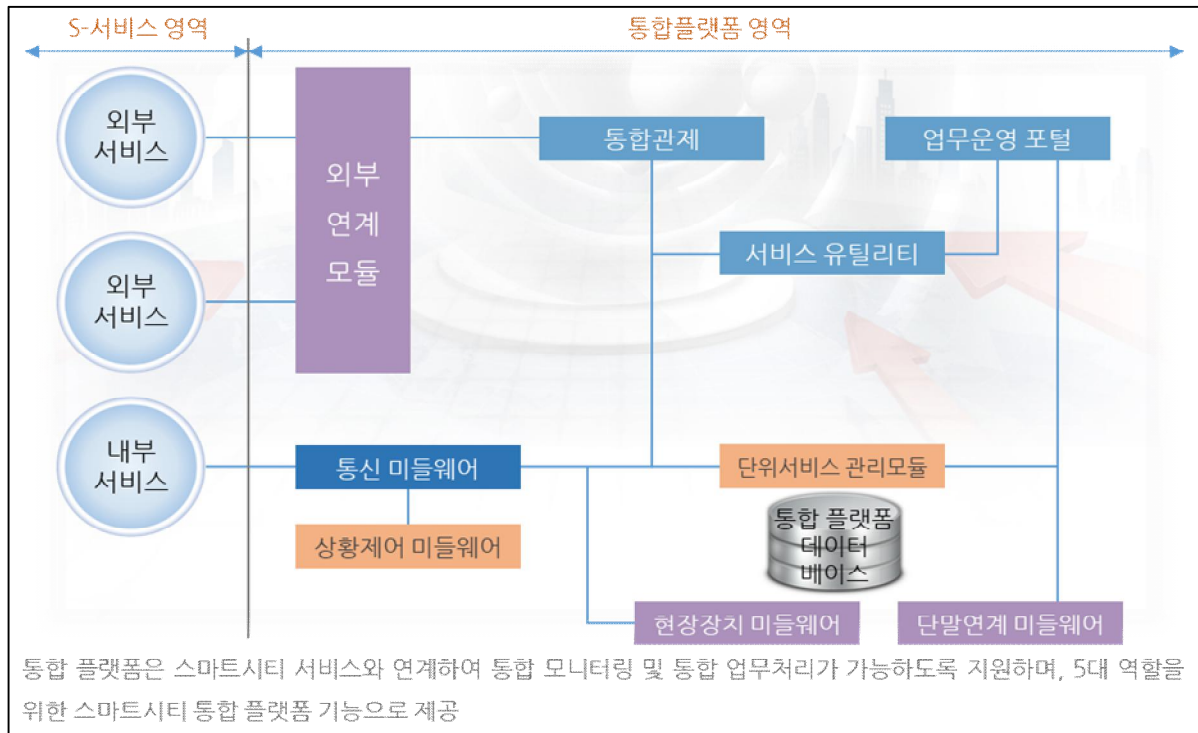 S-서비스 영역
통합플랫폼 영역
외부
서비스
외부
연계
모듈
통합관제
업무운영 포털
서비스 유틸리티
외부
서비스
내부
서비스
통신 미들웨어
단위서비스 관리모듈
상황제어 미들웨어
통합 플랫폼
데이터
베이스
현장장치 미들웨어
단말연계 미들웨어
통합 플랫폼은 스마트시티 서비스와 연계하여 통합 모니터링 및 통합 업무처리가 가능하도록 지원하며, 5대 역할을
위한 스마트시티 통합 플랫폼 기능으로 제공